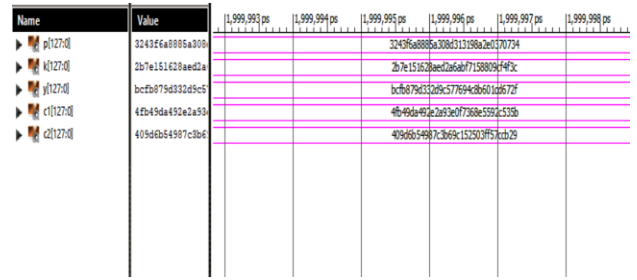 Name Value 1,999,993 ps 1,999,994 ps 1,999,995 ps 1,999,996 ps 1,999,997 ps 1,999,998 ps
p[127:0] 3243f6a8885a308 3243f6a8885a308d313198a2e0370734
k[127:0] 2b7e151628aed2a 2b7e151628aed2a6abf7158809cf4f3c
y[127:0] bcfb879d332d9c5 bcfb879d332d9c577694c8b601cd672f
c1[127:0] 4fb49da492e2a93 4fb49da492e2a93e0f7368e5592c535b
c2[127:0] 409d6b54987c3b6 409d6b54987c3b69c152503ff57ccb29